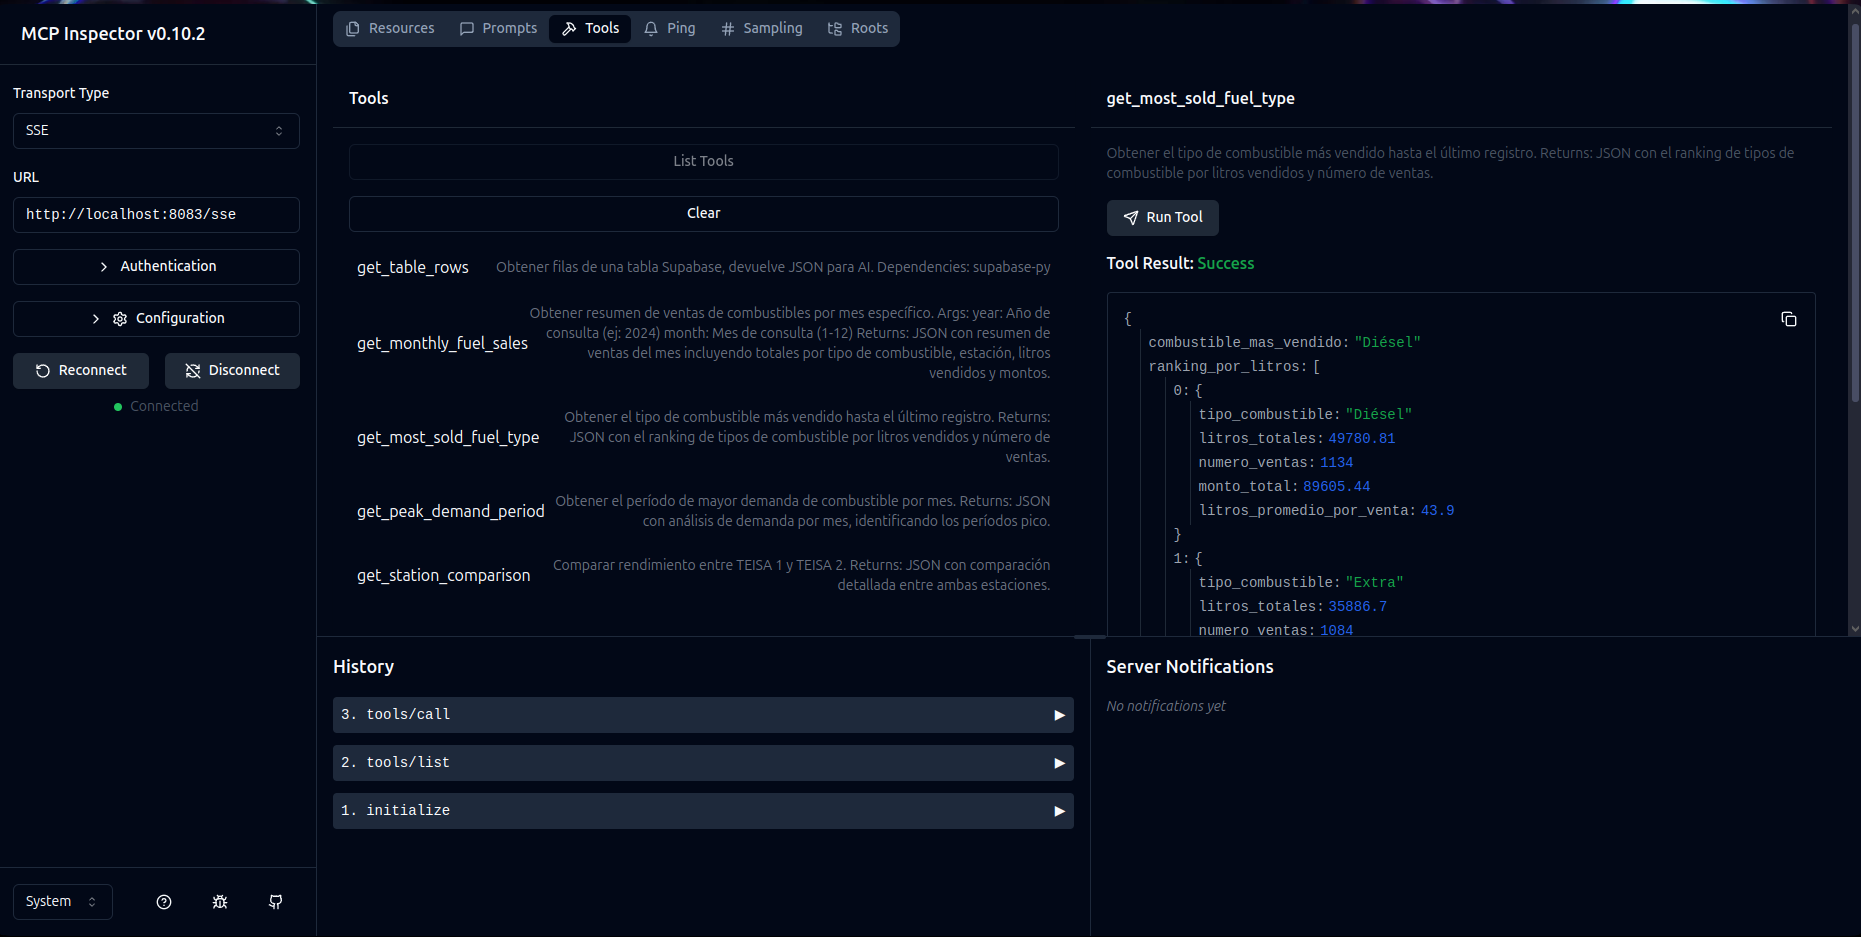 MCP Inspector v0.10.2
Transport Type
SSE
URL
http://localhost:8083/sse
Authentication
Configuration
Reconnect
Disconnect
Connected
System
Resources
Prompts
Tools
Ping
Sampling
Roots
Tools
List Tools
Clear
get_table_rows
Obtener filas de una tabla Supabase, devuelve JSON para AI. Dependencies: supabase-py
get_monthly_fuel_sales
Obtener resumen de ventas de combustibles por mes específico. Args: year: Año de
consulta (ej: 2024) month: Mes de consulta (1-12) Returns: JSON con resumen de
ventas del mes incluyendo totales por tipo de combustible, estación, litros
vendidos y montos.
get_most_sold_fuel_type
Obtener el tipo de combustible más vendido hasta el último registro. Returns:
JSON con el ranking de tipos de combustible por litros vendidos y número de
ventas.
get_peak_demand_period
Obtener el período de mayor demanda de combustible por mes. Returns: JSON
con análisis de demanda por mes, identificando los períodos pico.
get_station_comparison
Comparar rendimiento entre TEISA 1 y TEISA 2. Returns: JSON con comparación
detallada entre ambas estaciones.
get_most_sold_fuel_type
Obtener el tipo de combustible más vendido hasta el último registro. Returns: JSON con el ranking de tipos de
combustible por litros vendidos y número de ventas.
Run Tool
Tool Result: Success
{
combustible_mas_vendido: "Diésel"
ranking_por_litros: [
0: {
tipo_combustible: "Diésel"
litros_totales: 49780.81
numero_ventas: 1134
monto_total: 89605.44
litros_promedio_por_venta: 43.9
}
1: {
tipo_combustible: "Extra"
litros_totales: 35886.7
numero_ventas: 1084
History
3. tools/call
2. tools/list
1. initialize
Server Notifications
No notifications yet